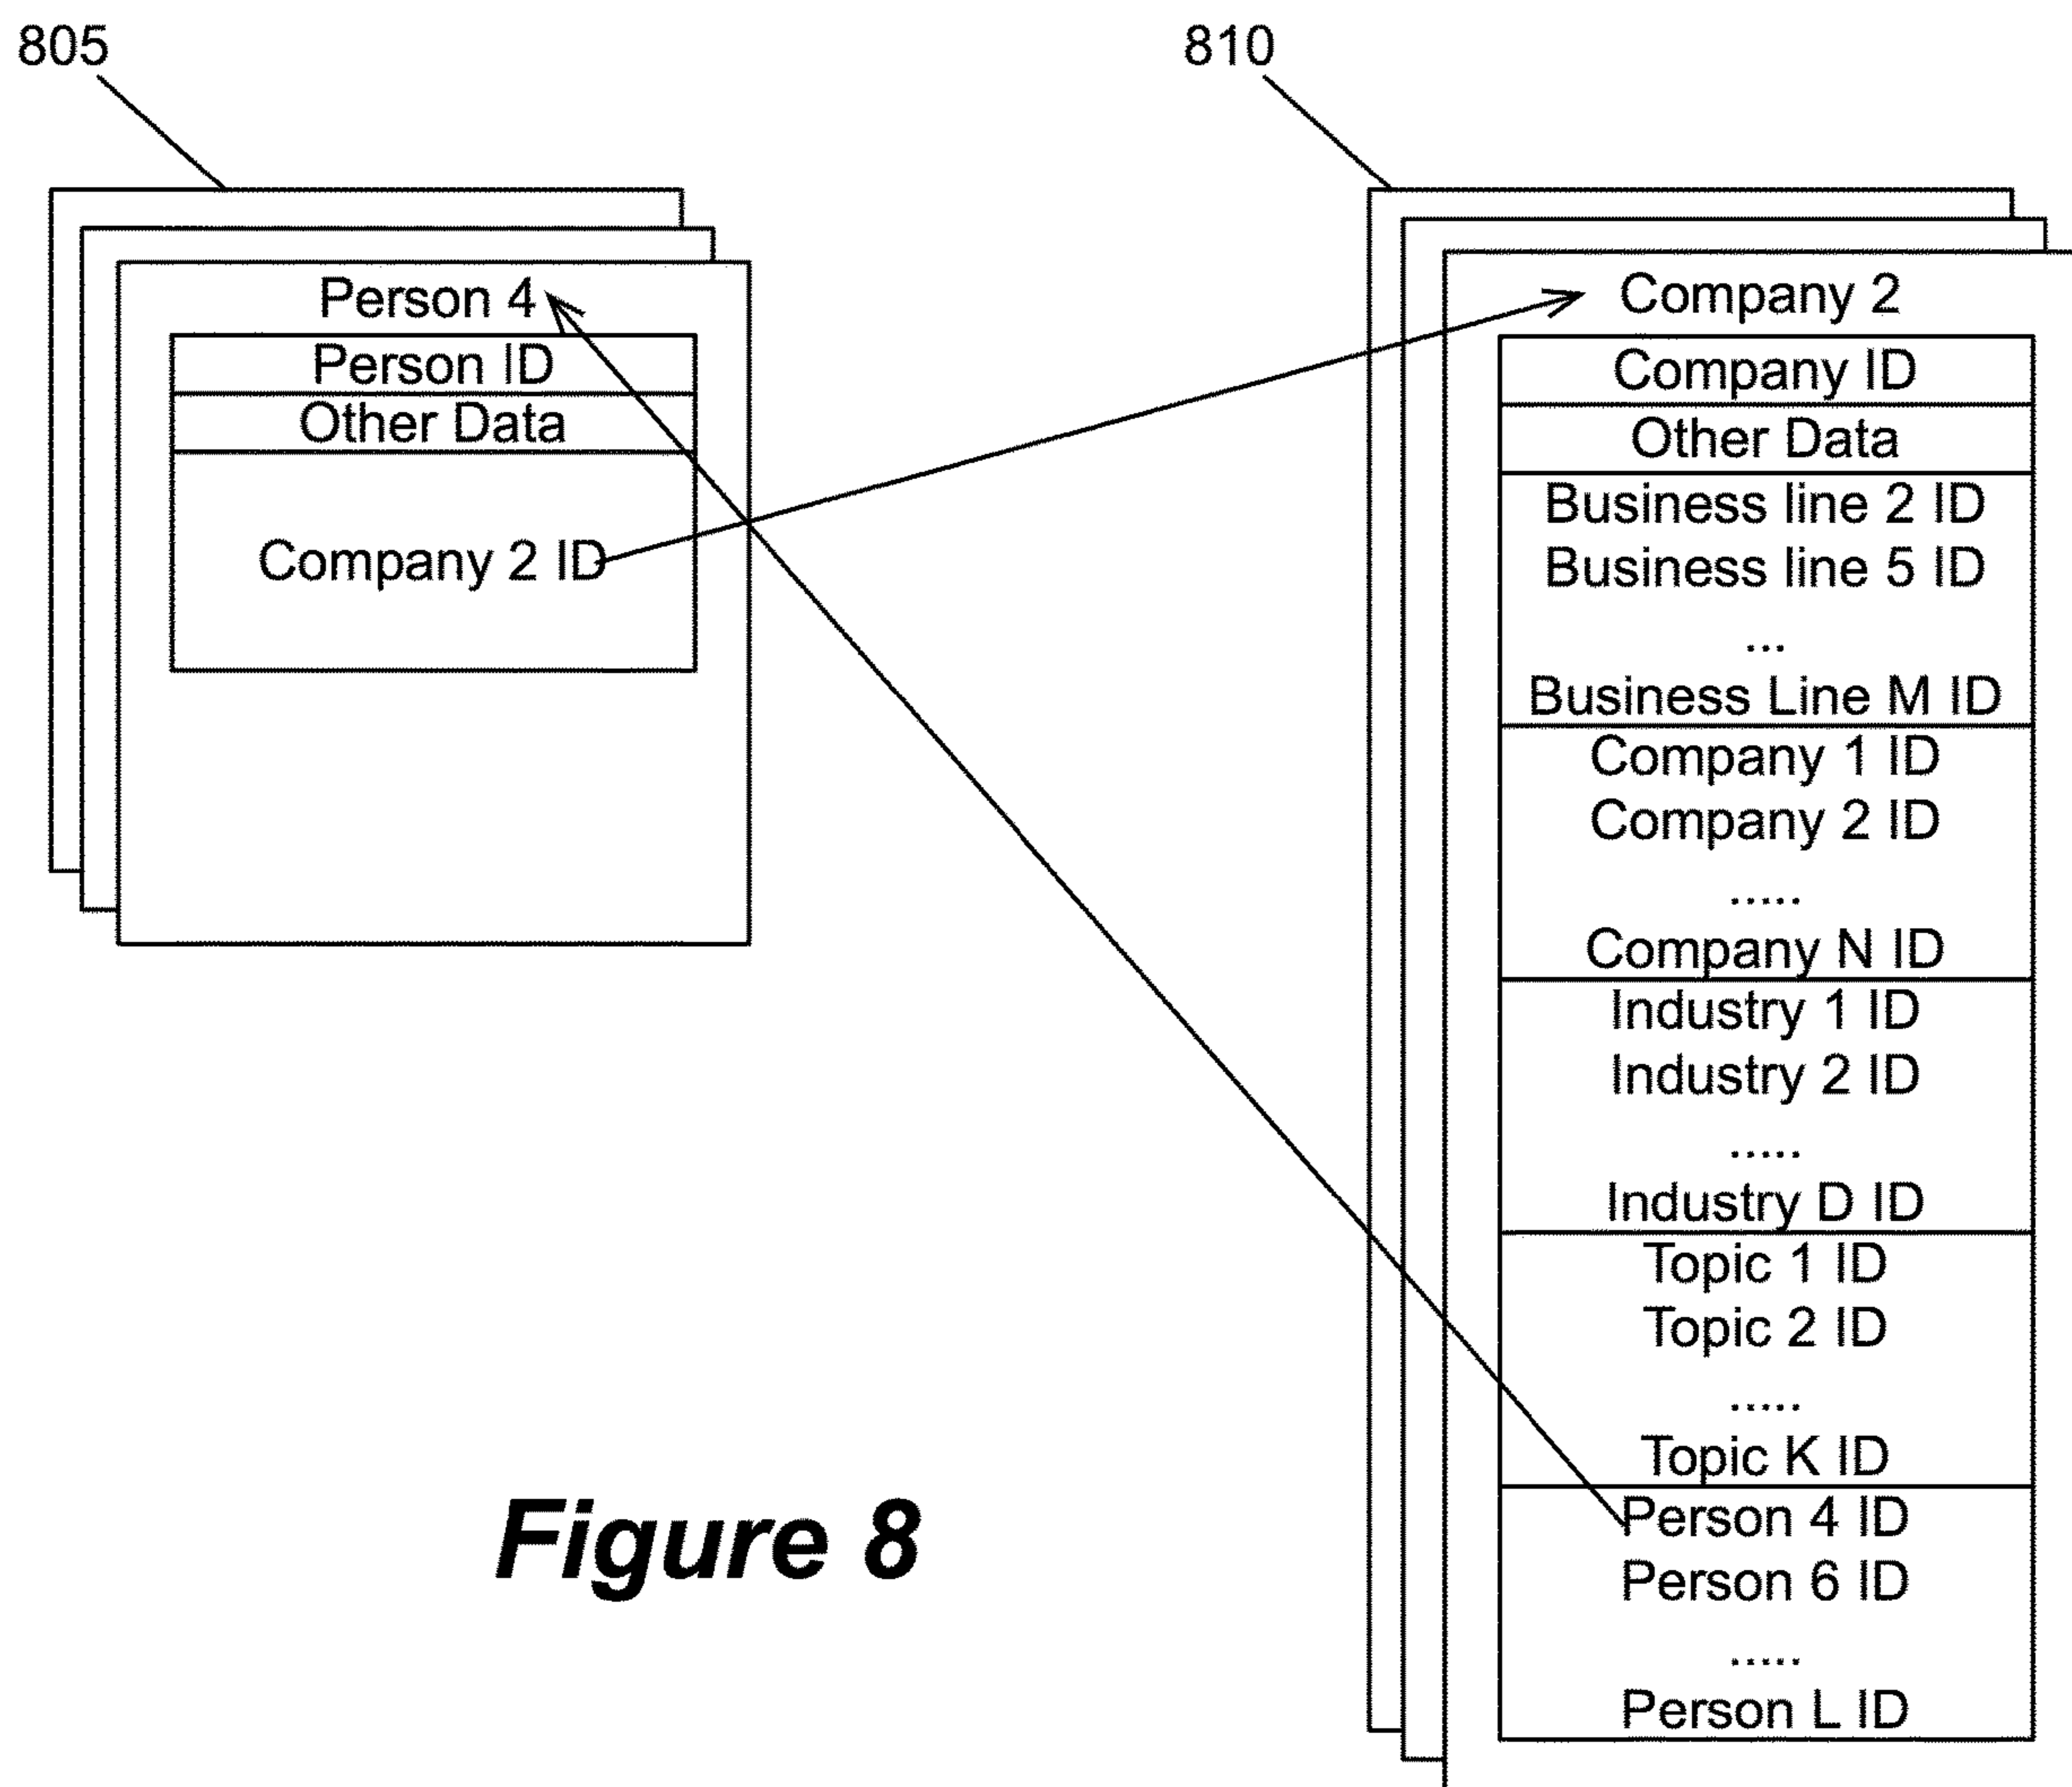 805
810
Person 4
Person ID
Other Data
Company 2 ID
Company 2
Company ID
Other Data
Business line 2 ID
Business line 5 ID
...
Business Line M ID
Company 1 ID
Company 2 ID
.....
Company N ID
Industry 1 ID
Industry 2 ID
.....
Industry D ID
Topic 1 ID
Topic 2 ID
.....
Topic K ID
Person 4 ID
Person 6 ID
.....
Person L ID
Figure 8